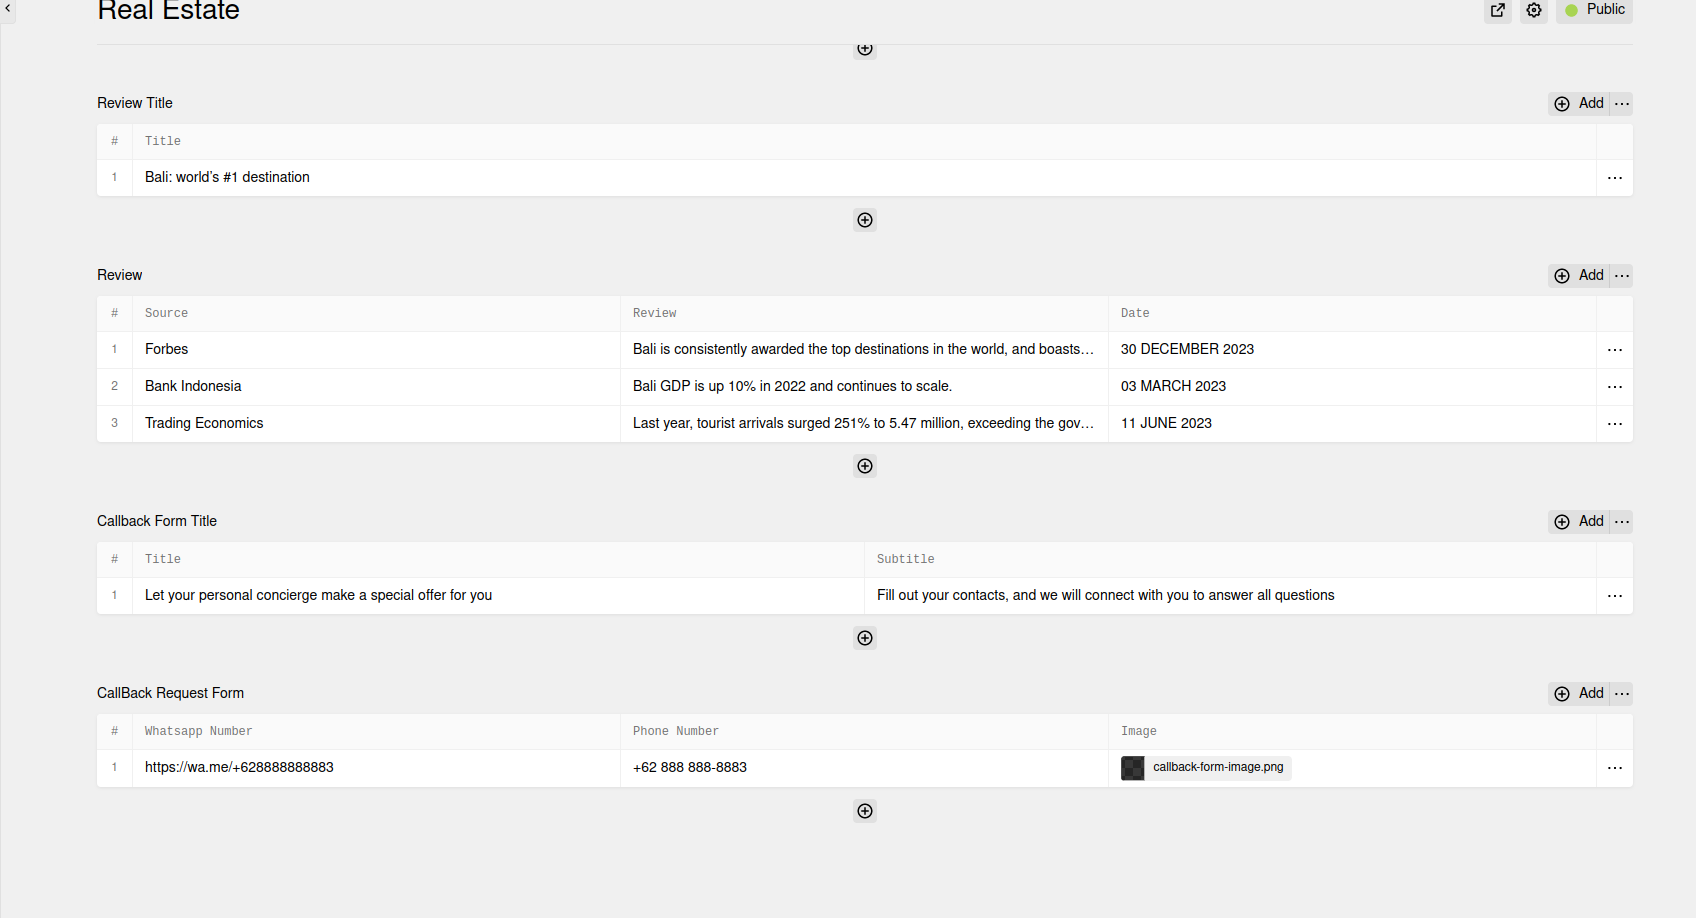 Real Estate
Public
Review Title
Add
# Title
1 Bali: world’s #1 destination
Review
Add
# Source Review Date
1 Forbes Bali is consistently awarded the top destinations in the world, and boasts… 30 DECEMBER 2023
2 Bank Indonesia Bali GDP is up 10% in 2022 and continues to scale. 03 MARCH 2023
3 Trading Economics Last year, tourist arrivals surged 251% to 5.47 million, exceeding the gov… 11 JUNE 2023
Callback Form Title
Add
# Title Subtitle
1 Let your personal concierge make a special offer for you Fill out your contacts, and we will connect with you to answer all questions
CallBack Request Form
Add
# Whatsapp Number Phone Number Image
1 https://wa.me/+628888888883 +62 888 888-8883 callback-form-image.png